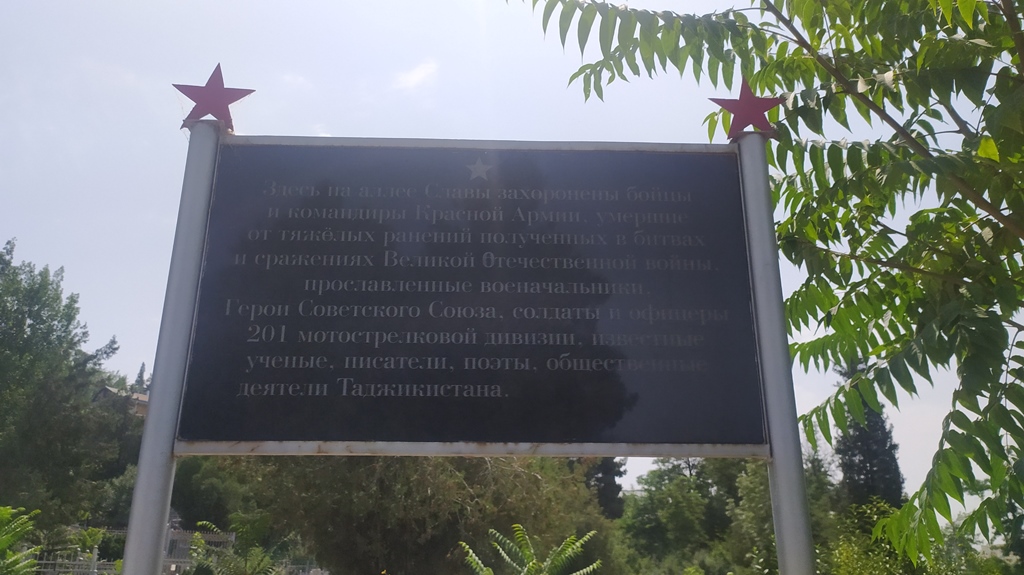 Здесь на аллее Славы захоронены бойцы
и командиры Красной Армии, умершие
от тяжёлых ранений полученных в битвах
и сражениях Великой Отечественной войны,
прославленные военачальники,
Герои Советского Союза, солдаты и офицеры
201 мотострелковой дивизии, известные
ученые, писатели, поэты, общественные
деятели Таджикистана.